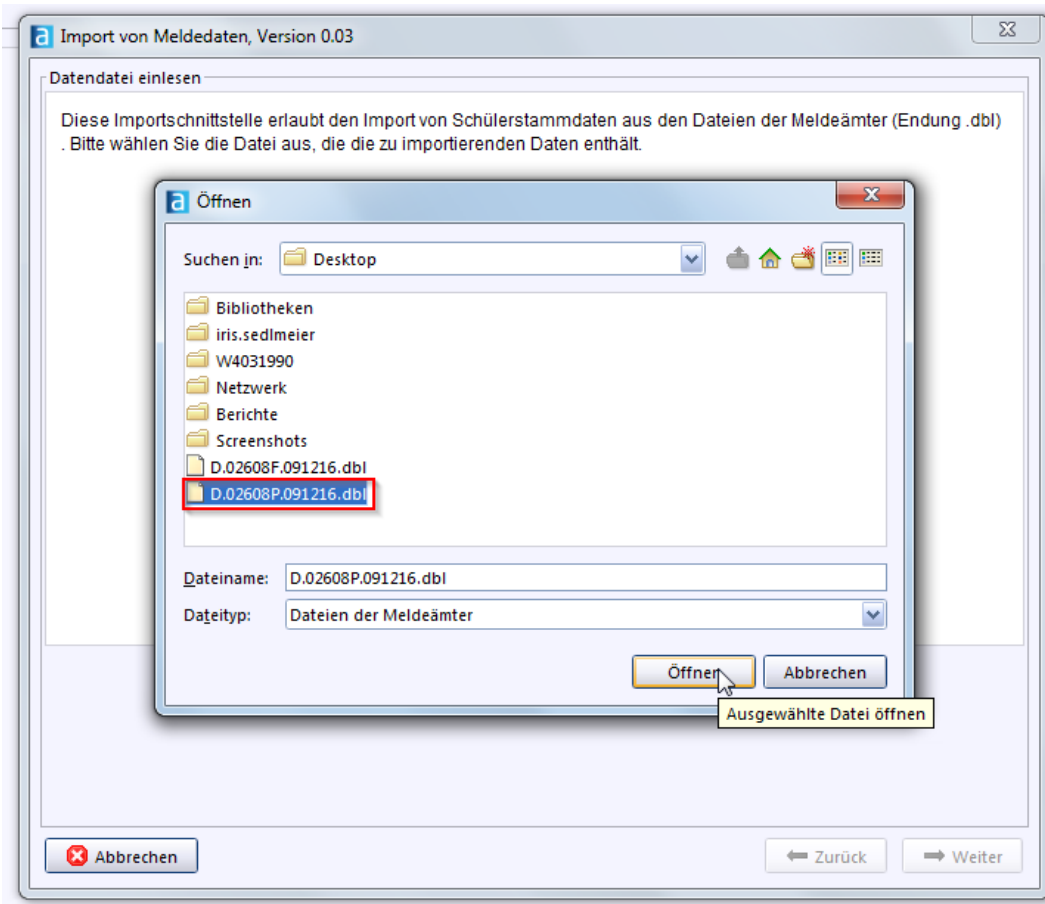 Import von Meldedaten, Version 0.03
Datendatei einlesen
Diese Importschnittstelle erlaubt den Import von Schülerstammdaten aus den Dateien der Meldeämter (Endung .dbl)
. Bitte wählen Sie die Datei aus, die die zu importierenden Daten enthält.
Öffnen
Suchen in: Desktop
Bibliotheken
iris.sedlmeier
W4031990
Netzwerk
Berichte
Screenshots
D.02608F.091216.dbl
D.02608P.091216.dbl
Dateiname: D.02608P.091216.dbl
Dateityp: Dateien der Meldeämter
Öffnen Abbrechen
Ausgewählte Datei öffnen
Abbrechen Zurück Weiter